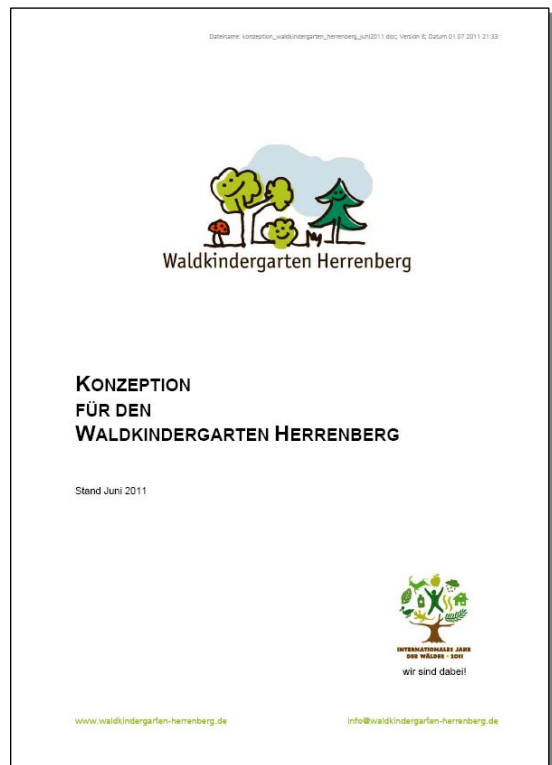 Dateiname: konzeption_waldkindergarten_herrenberg_juni2011.doc; Version 8; Datum 01.07.2011 21:33
Waldkindergarten Herrenberg
KONZEPTION
FÜR DEN
WALDKINDERGARTEN HERRENBERG
Stand Juni 2011
INTERNATIONALES JAHR
DER WÄLDER · 2011
wir sind dabei!
www.waldkindergarten-herrenberg.de info@waldkindergarten-herrenberg.de